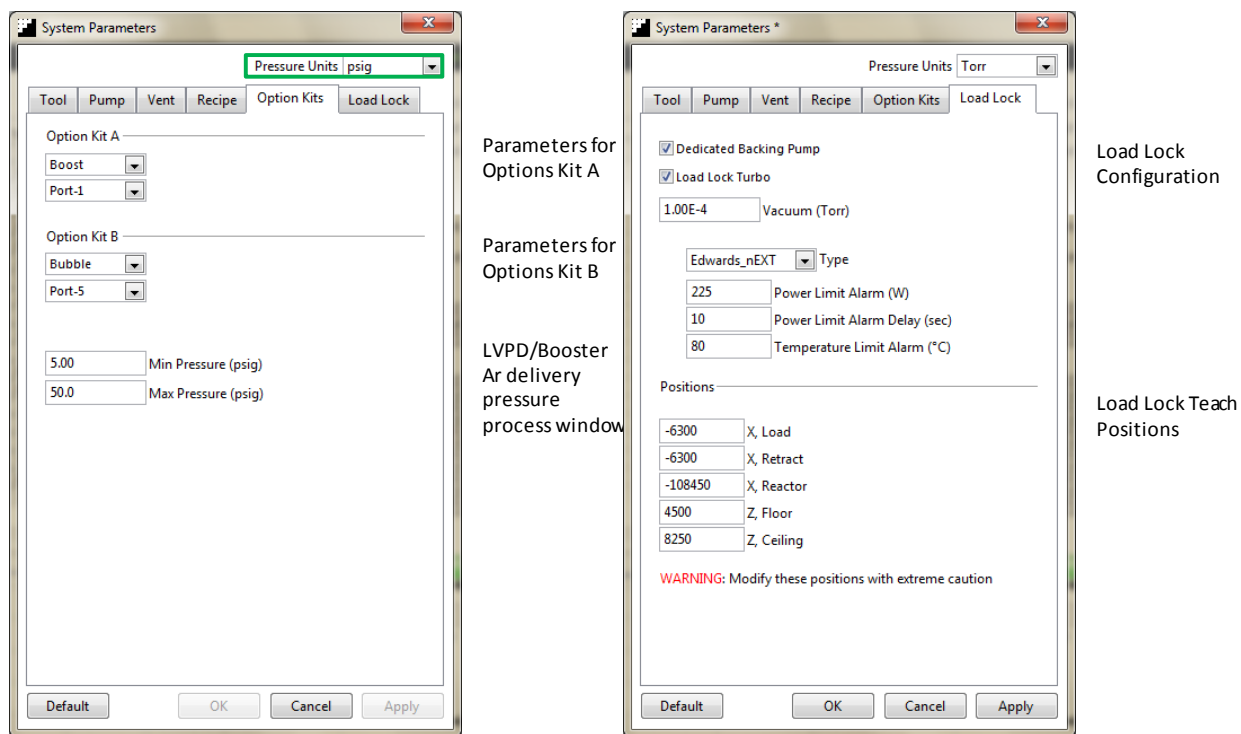 System Parameters
Pressure Units psig
Tool Pump Vent Recipe Option Kits Load Lock
Option Kit A
Boost
Port-1
Option Kit B
Bubble
Port-5
5.00 Min Pressure (psig)
50.0 Max Pressure (psig)
Default OK Cancel Apply
Parameters for
Options Kit A
Parameters for
Options Kit B
LVPD/Booster
Ar delivery
pressure
process window
System Parameters *
Pressure Units Torr
Tool Pump Vent Recipe Option Kits Load Lock
Dedicated Backing Pump
Load Lock Turbo
1.00E-4 Vacuum (Torr)
Edwards_nEXT Type
225 Power Limit Alarm (W)
10 Power Limit Alarm Delay (sec)
80 Temperature Limit Alarm (°C)
Positions
-6300 X, Load
-6300 X, Retract
-108450 X, Reactor
4500 Z, Floor
8250 Z, Ceiling
WARNING: Modify these positions with extreme caution
Default OK Cancel Apply
Load Lock
Configuration
Load Lock Teach
Positions